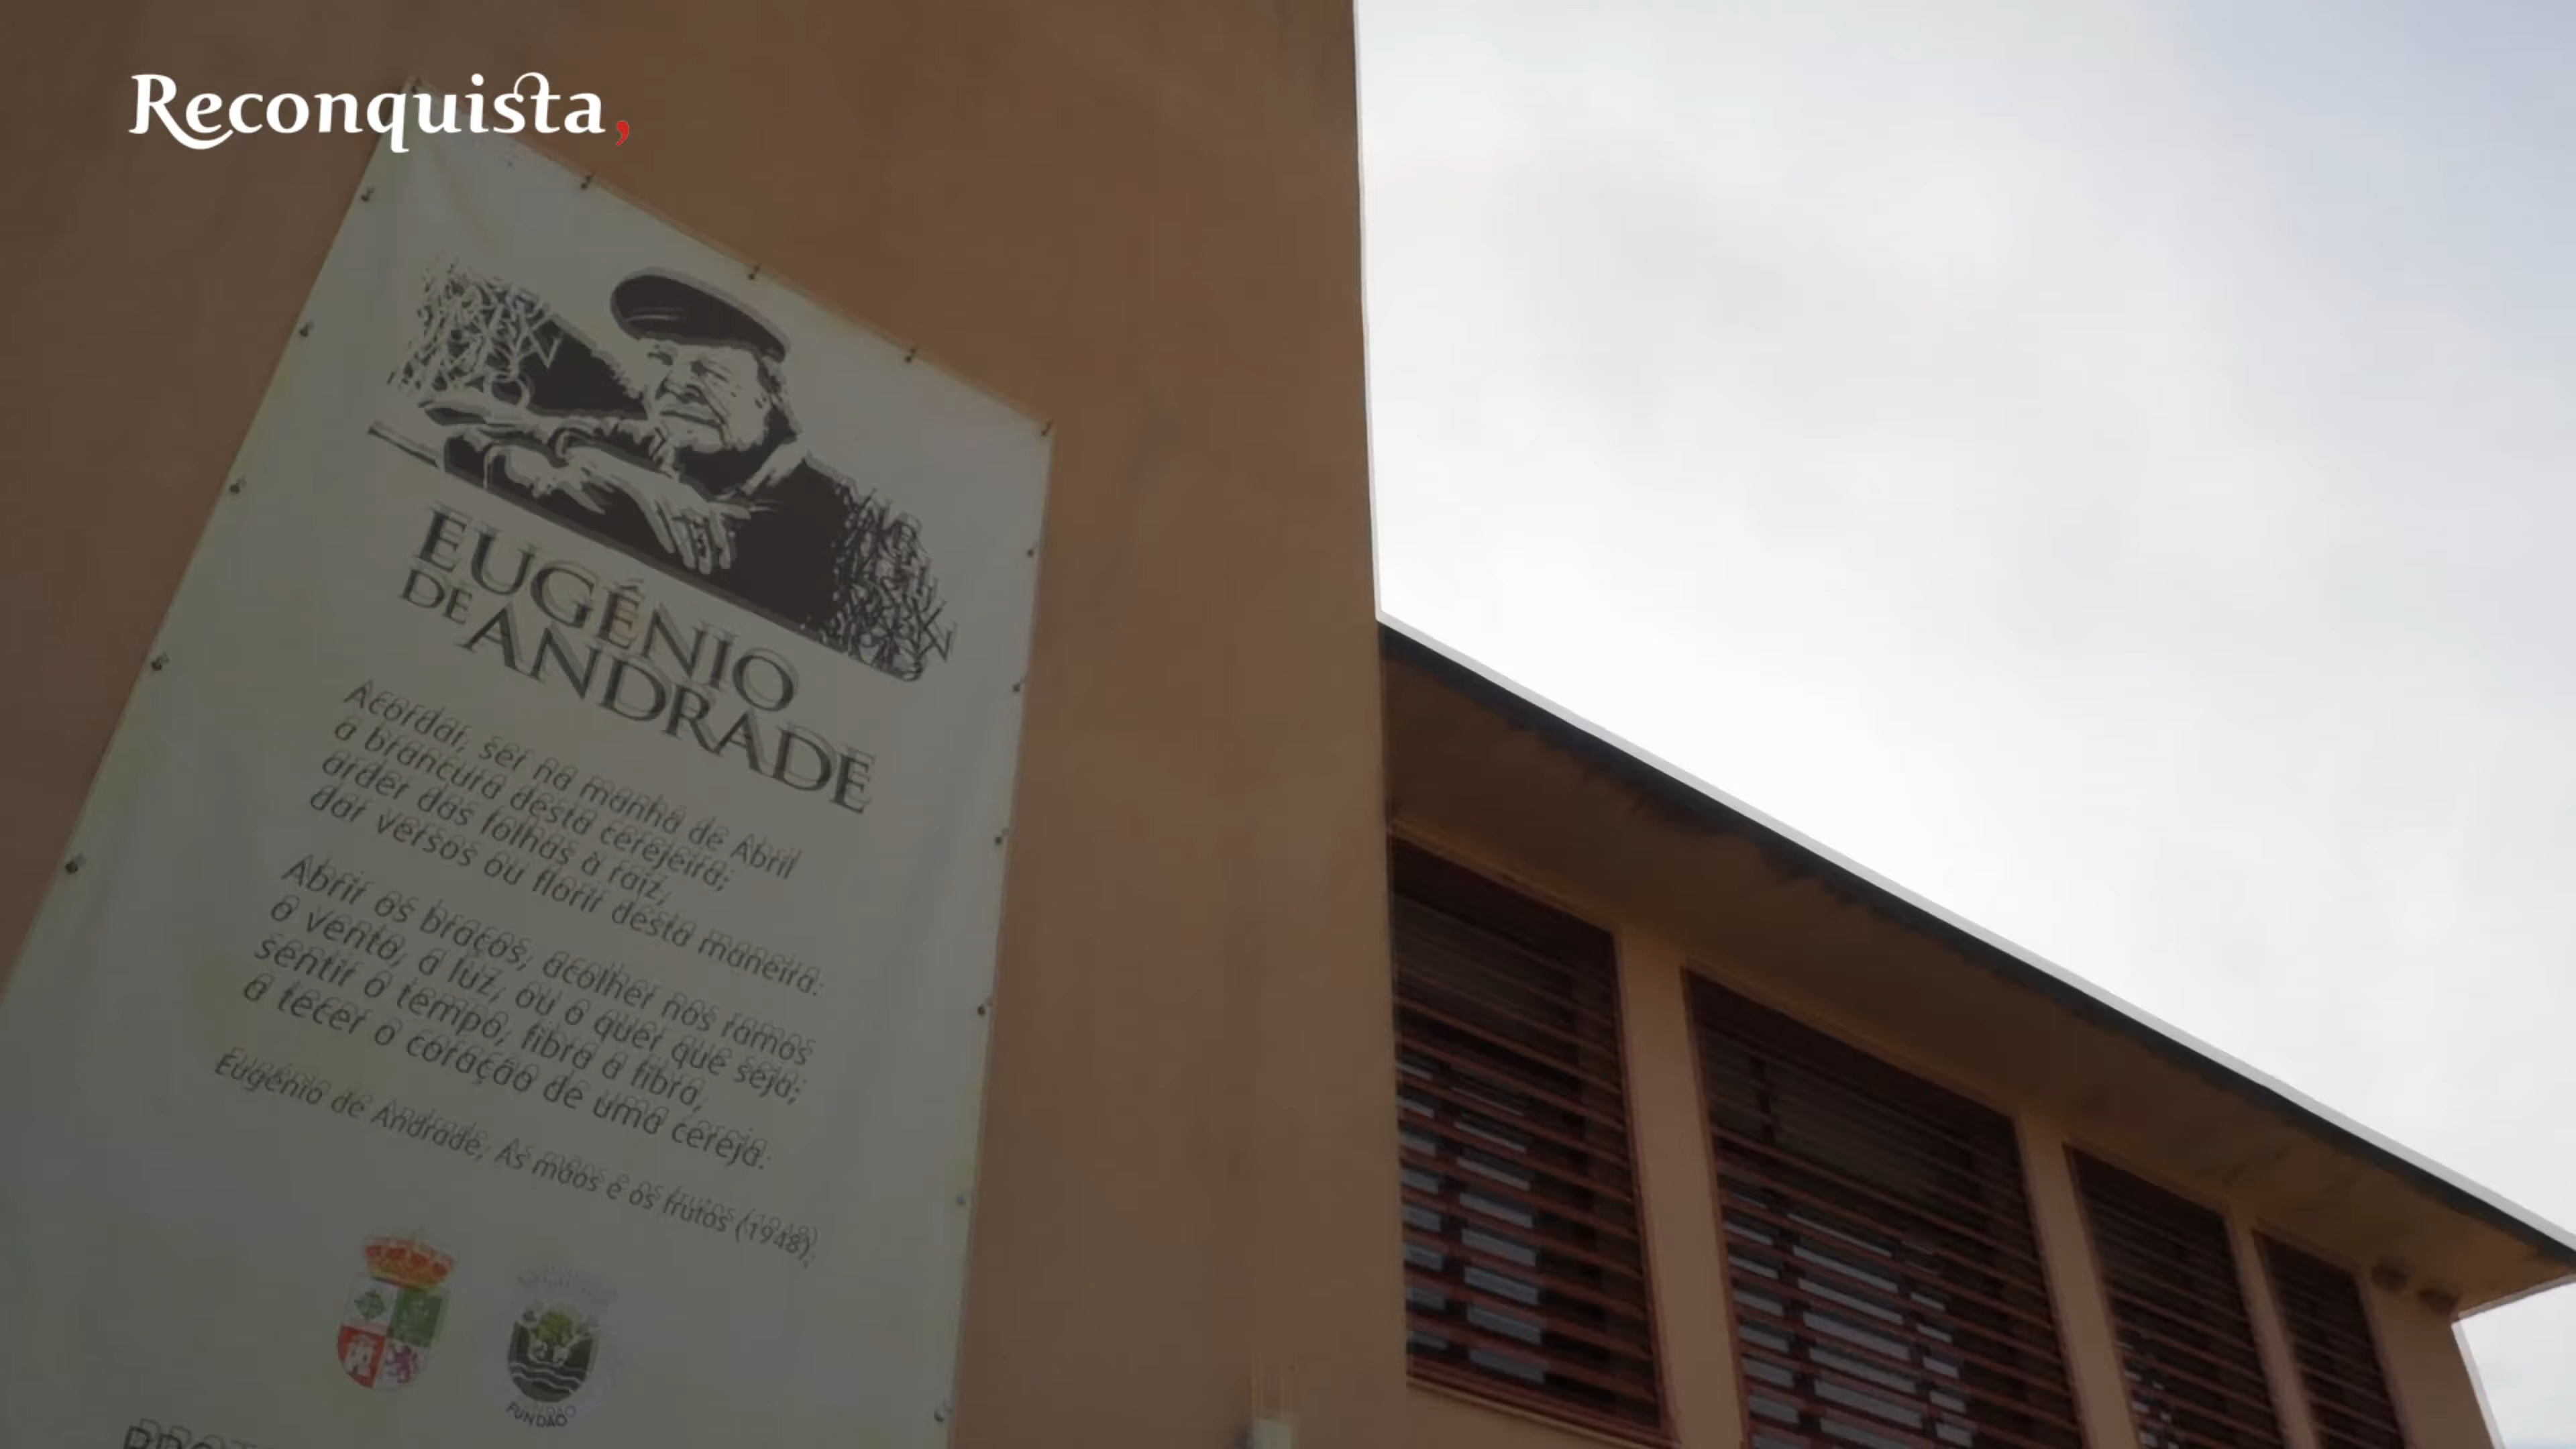 Reconquista,
EUGÉNIO
DE ANDRADE
Acordar, ser na manhã de Abril
a brancura desta cerejeira;
arder das folhas à raiz,
dar versos ou florir desta maneira.
Abrir os braços, acolher nos ramos
o vento, a luz, ou o quer que seja;
sentir o tempo, fibra a fibra,
a tecer o coração de uma cereja.
Eugénio de Andrade, As mãos e os frutos (1948).
FUNDÃO